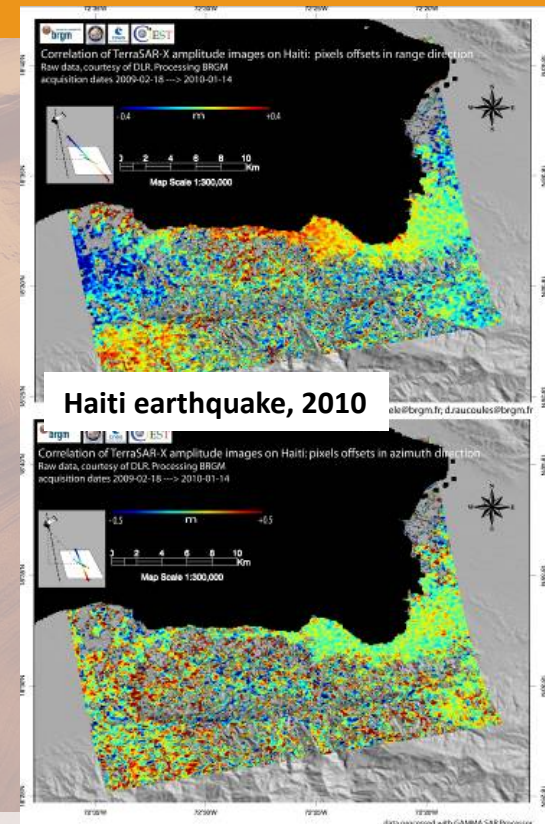 brgm
EST
Correlation of TerraSAR-X amplitude images on Haiti: pixels offsets in range direction
Raw data, courtesy of DLR. Processing BRGM
acquisition dates 2009-02-18 ---> 2010-01-14
-0.4 m +0.4
0 2 4 6 8 10
Km
Map Scale 1:300,000
Haiti earthquake, 2010
ele@brgm.fr; d.raucoules@brgm.fr
brgm
EST
Correlation of TerraSAR-X amplitude images on Haiti: pixels offsets in azimuth direction
Raw data, courtesy of DLR. Processing BRGM
acquisition dates 2009-02-18 ---> 2010-01-14
-0.5 m +0.5
2 4 6 8 10
Km
Map Scale 1:300,000
data processed with GAMMA SAR Processor